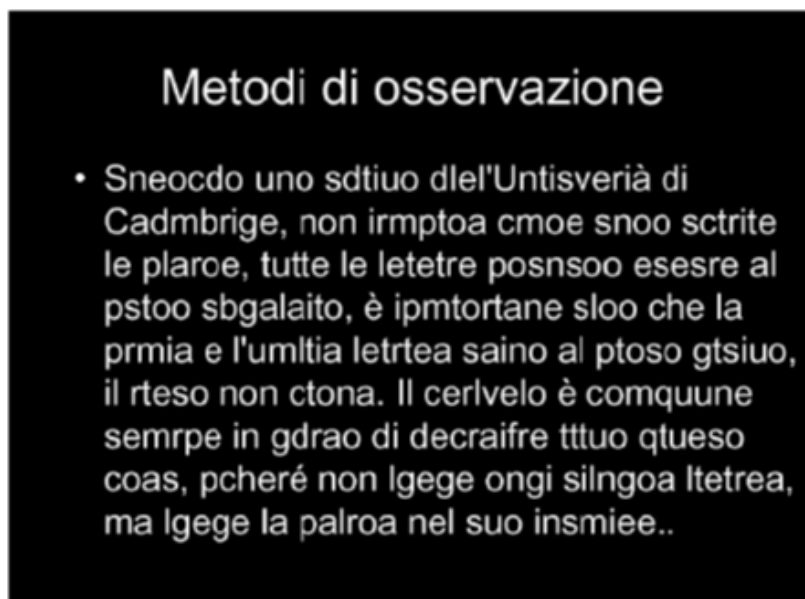 Metodi di osservazione
• Sneocdo uno sdtiuo dlel'Untisverià di
Cadmbrige, non irmptoa cmoe snoo sctrite
le plaroe, tutte le letetre posnsoo esesre al
pstoo sbgalaito, è ipmtortane sloo che la
prmia e l'umltia letrtea saino al ptoso gtsiuo,
il rteso non ctona. Il cerlvelo è comquune
semrpe in gdrao di decraifre tttuo qtueso
coas, pcheré non lgege ongi silngoa ltetrea,
ma lgege la palroa nel suo insmiee..